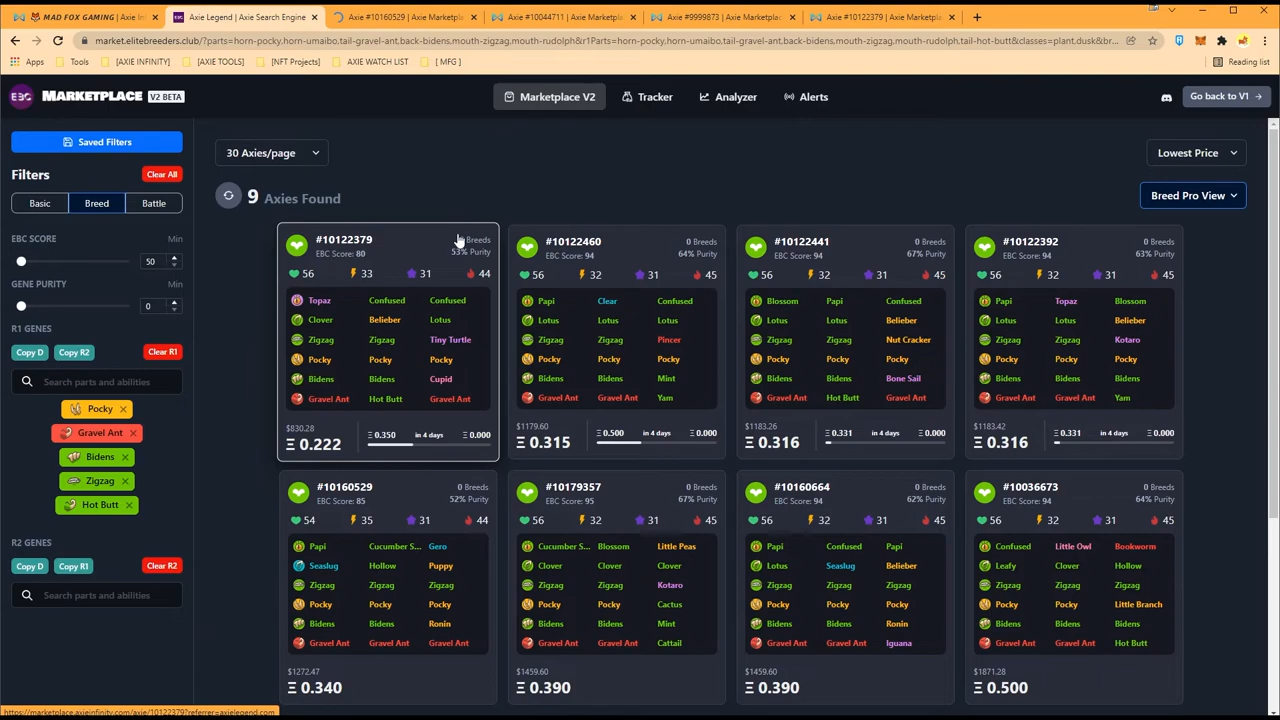 MAD FOX GAMING | Axie In
Axie Legend | Axie Search Engine
Axie #10160529 | Axie Marketpla
Axie #10044711 | Axie Marketpla
Axie #9999873 | Axie Marketplac
Axie #10122379 | Axie Marketpla
market.elitebreeders.club/?parts=horn-pocky,horn-umaibo,tail-gravel-ant,back-bidens,mouth-zigzag,mouth-rudolph&r1Parts=horn-pocky,horn-umaibo,tail-gravel-ant,back-bidens,mouth-zigzag,mouth-rudolph,tail-hot-butt&classes=plant,dusk&br...
Apps Tools [AXIE INFINITY] [AXIE TOOLS] [NFT Projects] AXIE WATCH LIST [ MFG ] Reading list
EBC MARKETPLACE V2 BETA Marketplace V2 Tracker Analyzer Alerts Go back to V1 →
Saved Filters
Filters Clear All
Basic Breed Battle
EBC SCORE Min
50
GENE PURITY Min
0
R1 GENES
Copy D Copy R2 Clear R1
Search parts and abilities
Pocky ×
Gravel Ant ×
Bidens ×
Zigzag ×
Hot Butt ×
R2 GENES
Copy D Copy R1 Clear R2
Search parts and abilities
30 Axies/page Lowest Price
9 Axies Found Breed Pro View
#10122379 Breeds
EBC Score: 80 53% Purity
56 33 31 44
Topaz Confused Confused
Clover Belieber Lotus
Zigzag Zigzag Tiny Turtle
Pocky Pocky Pocky
Bidens Bidens Cupid
Gravel Ant Hot Butt Gravel Ant
$830.28
Ξ 0.222 Ξ 0.350 in 4 days Ξ 0.000
#10122460 0 Breeds
EBC Score: 94 64% Purity
56 32 31 45
Papi Clear Confused
Lotus Lotus Lotus
Zigzag Zigzag Pincer
Pocky Pocky Pocky
Bidens Bidens Mint
Gravel Ant Gravel Ant Yam
$1179.60
Ξ 0.315 Ξ 0.500 in 4 days Ξ 0.000
#10122441 0 Breeds
EBC Score: 94 67% Purity
56 32 31 45
Blossom Papi Confused
Lotus Lotus Belieber
Zigzag Zigzag Nut Cracker
Pocky Pocky Pocky
Bidens Bidens Bone Sail
Gravel Ant Hot Butt Gravel Ant
$1183.26
Ξ 0.316 Ξ 0.331 in 4 days Ξ 0.000
#10122392 0 Breeds
EBC Score: 94 63% Purity
56 32 31 45
Papi Topaz Blossom
Lotus Lotus Belieber
Zigzag Zigzag Kotaro
Pocky Pocky Pocky
Bidens Bidens Bidens
Gravel Ant Gravel Ant Yam
$1183.42
Ξ 0.316 Ξ 0.331 in 4 days Ξ 0.000
#10160529 0 Breeds
EBC Score: 85 52% Purity
54 35 31 44
Papi Cucumber S... Gero
Seaslug Hollow Puppy
Zigzag Zigzag Zigzag
Pocky Pocky Pocky
Bidens Bidens Ronin
Gravel Ant Gravel Ant Gravel Ant
$1272.47
Ξ 0.340
#10179357 0 Breeds
EBC Score: 95 67% Purity
56 32 31 45
Cucumber S... Blossom Little Peas
Clover Clover Clover
Zigzag Zigzag Kotaro
Pocky Pocky Cactus
Bidens Bidens Mint
Gravel Ant Gravel Ant Cattail
$1459.60
Ξ 0.390
#10160664 0 Breeds
EBC Score: 94 62% Purity
56 32 31 45
Papi Confused Papi
Lotus Seaslug Belieber
Zigzag Zigzag Zigzag
Pocky Pocky Pocky
Bidens Bidens Ronin
Gravel Ant Gravel Ant Iguana
$1459.60
Ξ 0.390
#10036673 0 Breeds
EBC Score: 94 64% Purity
56 32 31 45
Confused Little Owl Bookworm
Leafy Clover Hollow
Zigzag Zigzag Zigzag
Pocky Pocky Little Branch
Bidens Bidens Bidens
Gravel Ant Gravel Ant Hot Butt
$1871.28
Ξ 0.500
https://marketplace.axieinfinity.com/axie/10122379?referrer=axielegend.com